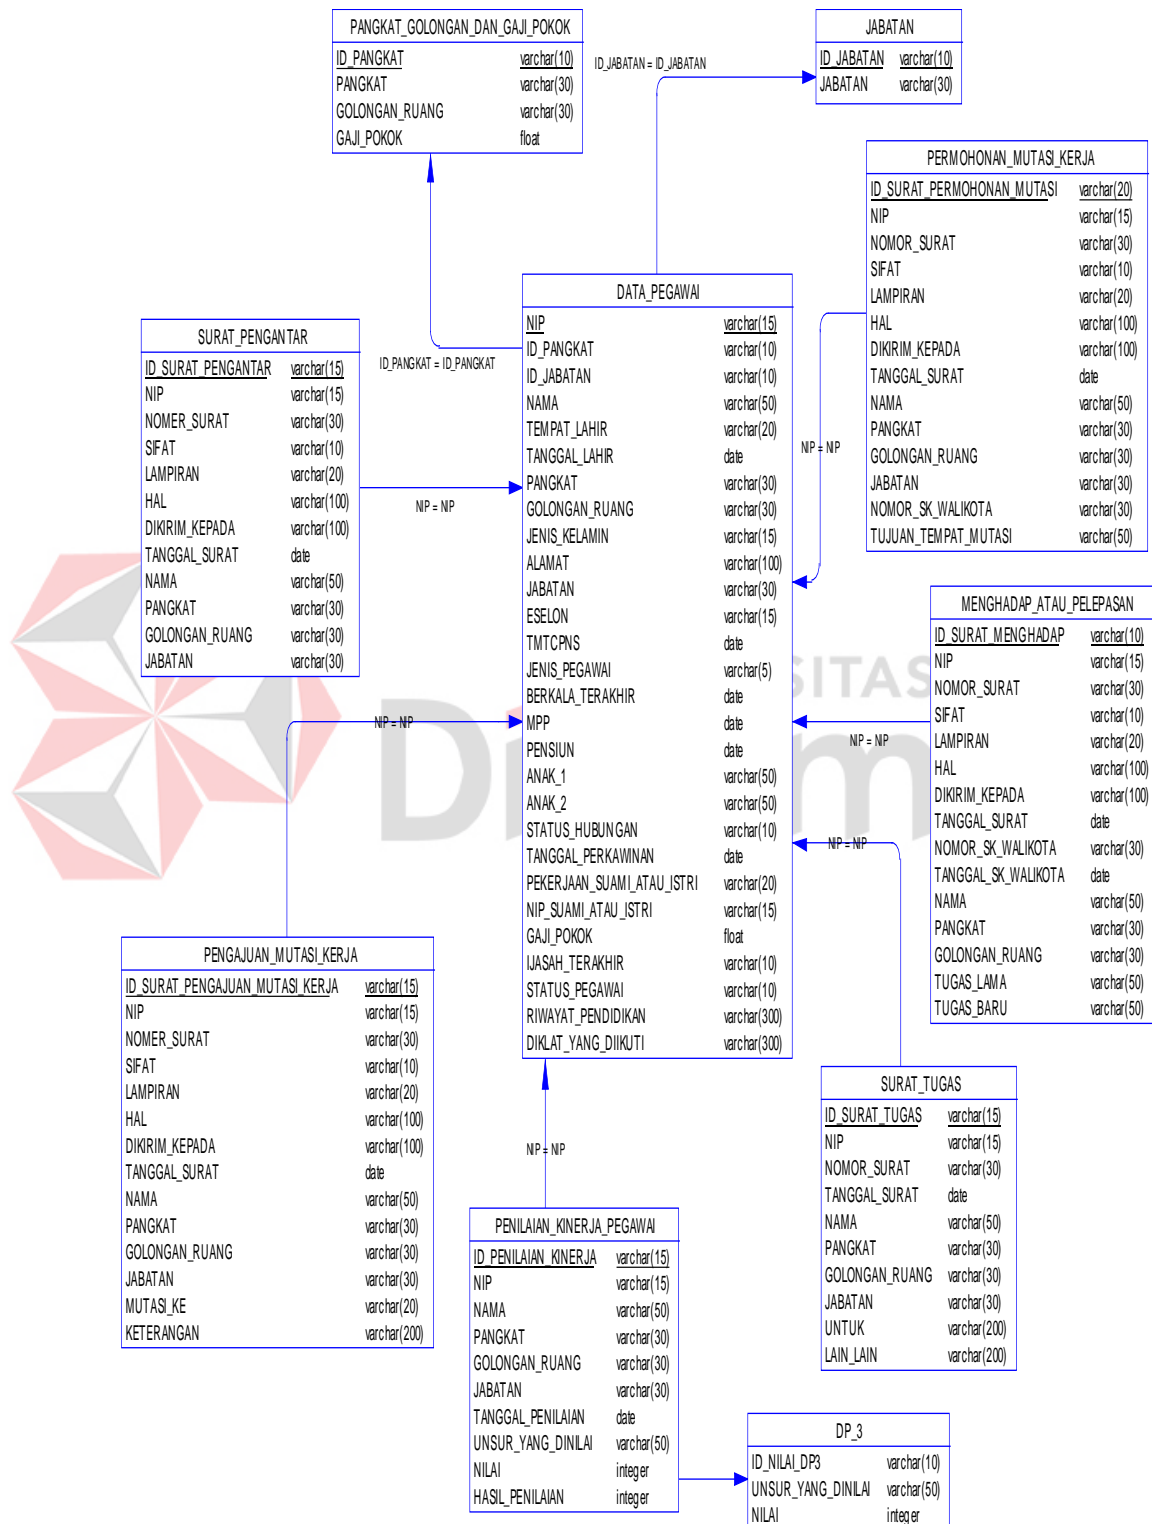 PANGKAT_GOLONGAN_DAN_GAJI_POKOK
ID_PANGKAT varchar(10)
PANGKAT varchar(30)
GOLONGAN_RUANG varchar(30)
GAJI_POKOK float
ID_JABATAN = ID_JABATAN
JABATAN
ID_JABATAN varchar(10)
JABATAN varchar(30)
PERMOHONAN_MUTASI_KERJA
ID_SURAT_PERMOHONAN_MUTASI varchar(20)
NIP varchar(15)
NOMOR_SURAT varchar(30)
SIFAT varchar(10)
LAMPIRAN varchar(20)
HAL varchar(100)
DIKIRIM_KEPADA varchar(100)
TANGGAL_SURAT date
NAMA varchar(50)
PANGKAT varchar(30)
GOLONGAN_RUANG varchar(30)
JABATAN varchar(30)
NOMOR_SK_WALIKOTA varchar(30)
TUJUAN_TEMPAT_MUTASI varchar(50)
DATA_PEGAWAI
NIP varchar(15)
ID_PANGKAT varchar(10)
ID_JABATAN varchar(10)
NAMA varchar(50)
TEMPAT_LAHIR varchar(20)
TANGGAL_LAHIR date
PANGKAT varchar(30)
GOLONGAN_RUANG varchar(30)
JENIS_KELAMIN varchar(15)
ALAMAT varchar(100)
JABATAN varchar(30)
ESELON varchar(15)
TMTCPNS date
JENIS_PEGAWAI varchar(5)
BERKALA_TERAKHIR date
MPP date
PENSIUN date
ANAK_1 varchar(50)
ANAK_2 varchar(50)
STATUS_HUBUNGAN varchar(10)
TANGGAL_PERKAWINAN date
PEKERJAAN_SUAMI_ATAU_ISTRI varchar(20)
NIP_SUAMI_ATAU_ISTRI varchar(15)
GAJI_POKOK float
IJASAH_TERAKHIR varchar(10)
STATUS_PEGAWAI varchar(10)
RIWAYAT_PENDIDIKAN varchar(300)
DIKLAT_YANG_DIIKUTI varchar(300)
SURAT_PENGANTAR
ID_SURAT_PENGANTAR varchar(15)
NIP varchar(15)
NOMER_SURAT varchar(30)
SIFAT varchar(10)
LAMPIRAN varchar(20)
HAL varchar(100)
DIKIRIM_KEPADA varchar(100)
TANGGAL_SURAT date
NAMA varchar(50)
PANGKAT varchar(30)
GOLONGAN_RUANG varchar(30)
JABATAN varchar(30)
ID_PANGKAT = ID_PANGKAT
NIP = NIP
NIP = NIP
NIP = NIP
NIP = NIP
NIP = NIP
NIP = NIP
MENGHADAP_ATAU_PELEPASAN
ID_SURAT_MENGHADAP varchar(10)
NIP varchar(15)
NOMOR_SURAT varchar(30)
SIFAT varchar(10)
LAMPIRAN varchar(20)
HAL varchar(100)
DIKIRIM_KEPADA varchar(100)
TANGGAL_SURAT date
NOMOR_SK_WALIKOTA varchar(30)
TANGGAL_SK_WALIKOTA date
NAMA varchar(50)
PANGKAT varchar(30)
GOLONGAN_RUANG varchar(30)
TUGAS_LAMA varchar(50)
TUGAS_BARU varchar(50)
PENGAJUAN_MUTASI_KERJA
ID_SURAT_PENGAJUAN_MUTASI_KERJA varchar(15)
NIP varchar(15)
NOMER_SURAT varchar(30)
SIFAT varchar(10)
LAMPIRAN varchar(20)
HAL varchar(100)
DIKIRIM_KEPADA varchar(100)
TANGGAL_SURAT date
NAMA varchar(50)
PANGKAT varchar(30)
GOLONGAN_RUANG varchar(30)
JABATAN varchar(30)
MUTASI_KE varchar(20)
KETERANGAN varchar(200)
SURAT_TUGAS
ID_SURAT_TUGAS varchar(15)
NIP varchar(15)
NOMOR_SURAT varchar(30)
TANGGAL_SURAT date
NAMA varchar(50)
PANGKAT varchar(30)
GOLONGAN_RUANG varchar(30)
JABATAN varchar(30)
UNTUK varchar(200)
LAIN_LAIN varchar(200)
PENILAIAN_KINERJA_PEGAWAI
ID_PENILAIAN_KINERJA varchar(15)
NIP varchar(15)
NAMA varchar(50)
PANGKAT varchar(30)
GOLONGAN_RUANG varchar(30)
JABATAN varchar(30)
TANGGAL_PENILAIAN date
UNSUR_YANG_DINILAI varchar(50)
NILAI integer
HASIL_PENILAIAN integer
DP_3
ID_NILAI_DP3 varchar(10)
UNSUR_YANG_DINILAI varchar(50)
NILAI integer